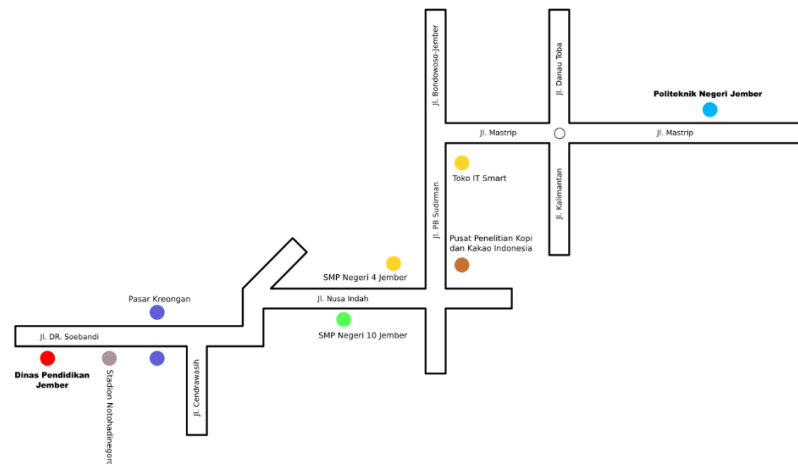 Jl. Bondowoso-Jember
Jl. Danau Toba
Politeknik Negeri Jember
Jl. Mastrip
Jl. Mastrip
Toko IT Smart
Jl. PB Sudirman
Jl. Kalimantan
Pusat Penelitian Kopi
dan Kakao Indonesia
SMP Negeri 4 Jember
Pasar Kreongan
Jl. Nusa Indah
Jl. DR. Soebandi
SMP Negeri 10 Jember
Dinas Pendidikan
Jember
Stadion Notohadinegoro
Jl. Cendrawasih